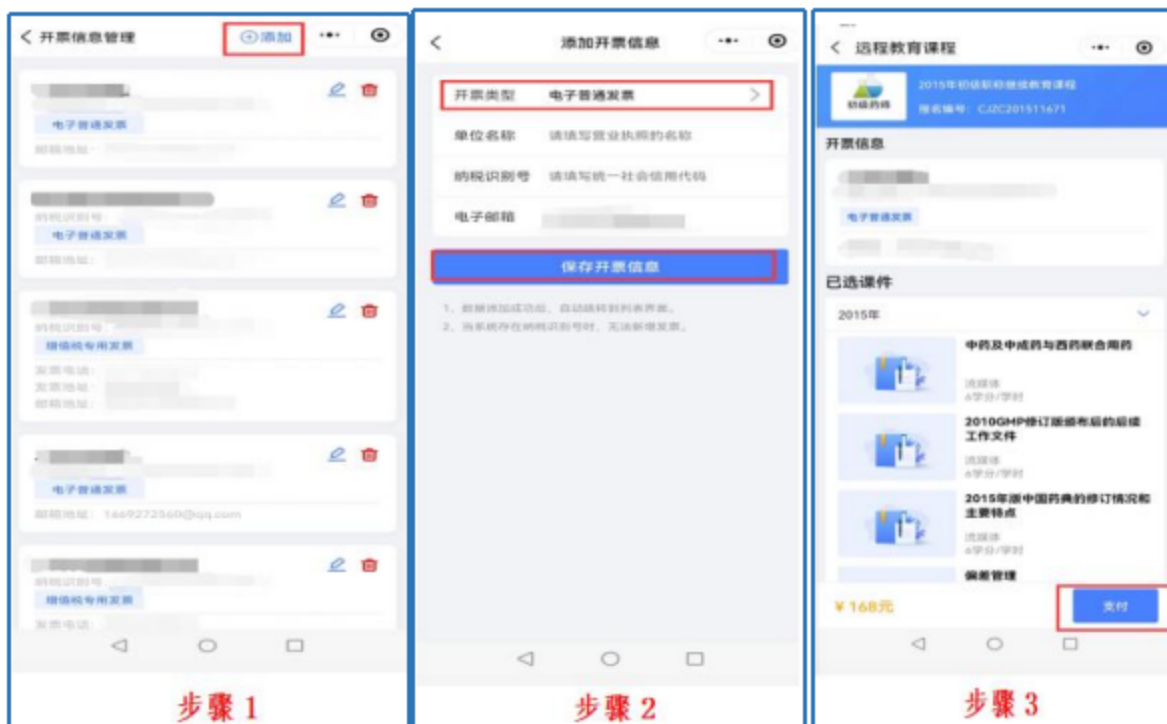 开票信息管理
添加
电子普通发票
邮箱地址:
纳税识别号:
电子普通发票
邮箱地址:
纳税识别号:
增值税专用发票
发票电话:
发票地址:
邮箱地址:
电子普通发票
邮箱地址: 1669272560@qq.com
纳税识别号
增值税专用发票
发票电话:
步骤 1
添加开票信息
开票类型 电子普通发票
单位名称 请填写营业执照的名称
纳税识别号 请填写统一社会信用代码
电子邮箱
保存开票信息
1、数据添加成功后,自动跳转到列表界面。
2、当系统存在纳税识别号时,无法新增发票。
步骤 2
远程教育课程
初级药师
2015年初级职称继续教育课程
报名编号: CJZC201511671
开票信息
电子普通发票
已选课件
2015年
中药及中成药与西药联合用药
流媒体
6学分/学时
2010GMP修订版颁布后的后续
工作文件
流媒体
6学分/学时
2015年版中国药典的修订情况和
主要特点
流媒体
6学分/学时
偏差管理
¥ 168元
支付
步骤 3